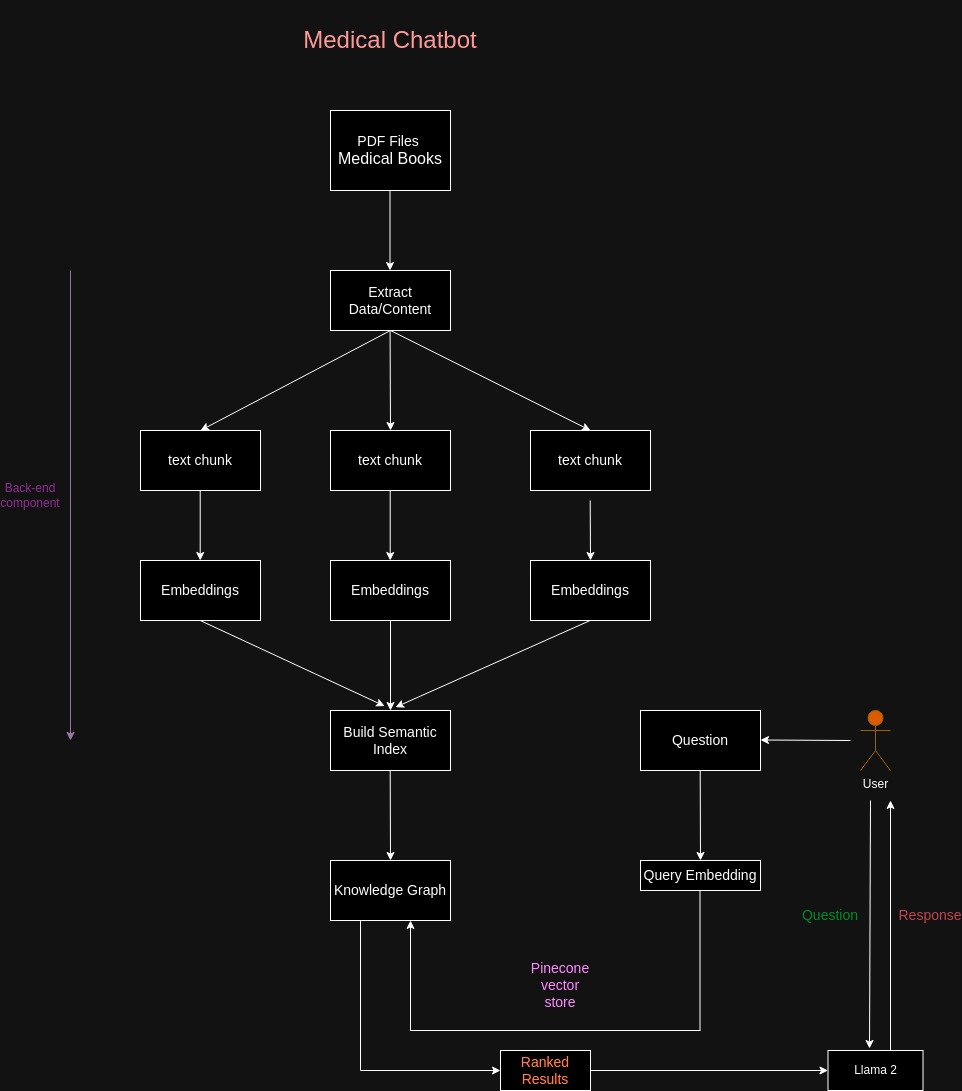 Medical Chatbot
PDF Files
Medical Books
Extract
Data/Content
text chunk
text chunk
text chunk
Back-end
component
Embeddings
Embeddings
Embeddings
Build Semantic
Index
Question
User
Knowledge Graph
Query Embedding
Question
Response
Pinecone
vector
store
Ranked
Results
Llama 2